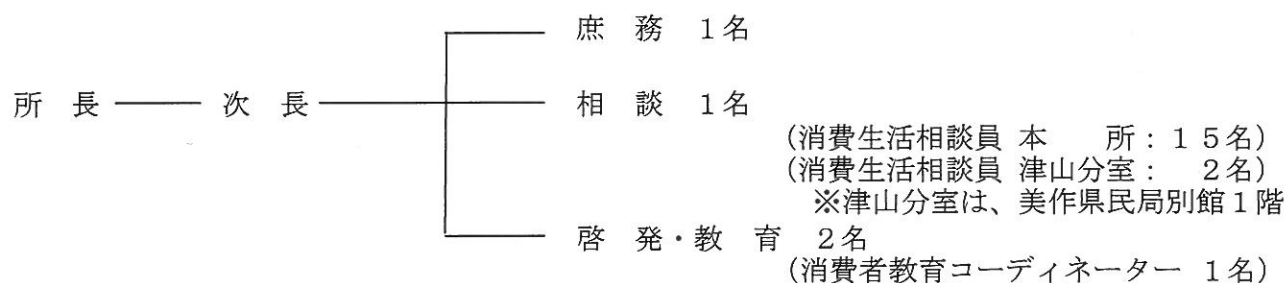 庶　務　１名
所　長　次　長　相　談　１名
（消費生活相談員 本　　所：１５名）
（消費生活相談員 津山分室：　２名）
※津山分室は、美作県民局別館１階
啓　発・教　育　２名
（消費者教育コーディネーター １名）